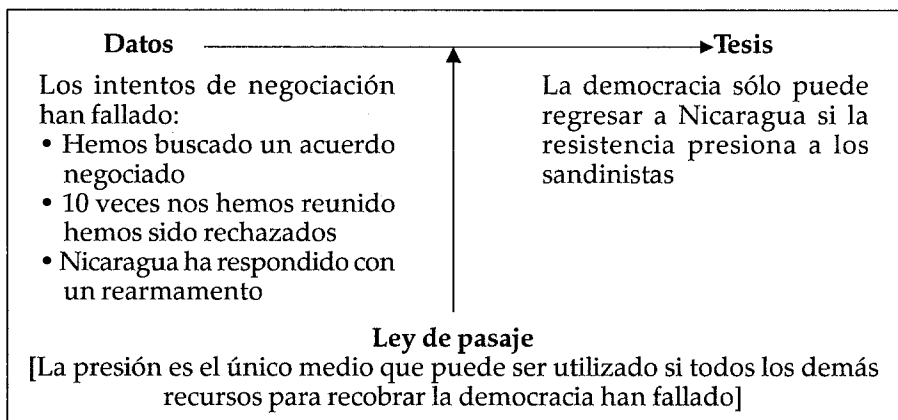 Datos
Tesis
Los intentos de negociación
han fallado:
• Hemos buscado un acuerdo
negociado
• 10 veces nos hemos reunido
hemos sido rechazados
• Nicaragua ha respondido con
un rearmamento
La democracia sólo puede
regresar a Nicaragua si la
resistencia presiona a los
sandinistas
Ley de pasaje
[La presión es el único medio que puede ser utilizado si todos los demás
recursos para recobrar la democracia han fallado]